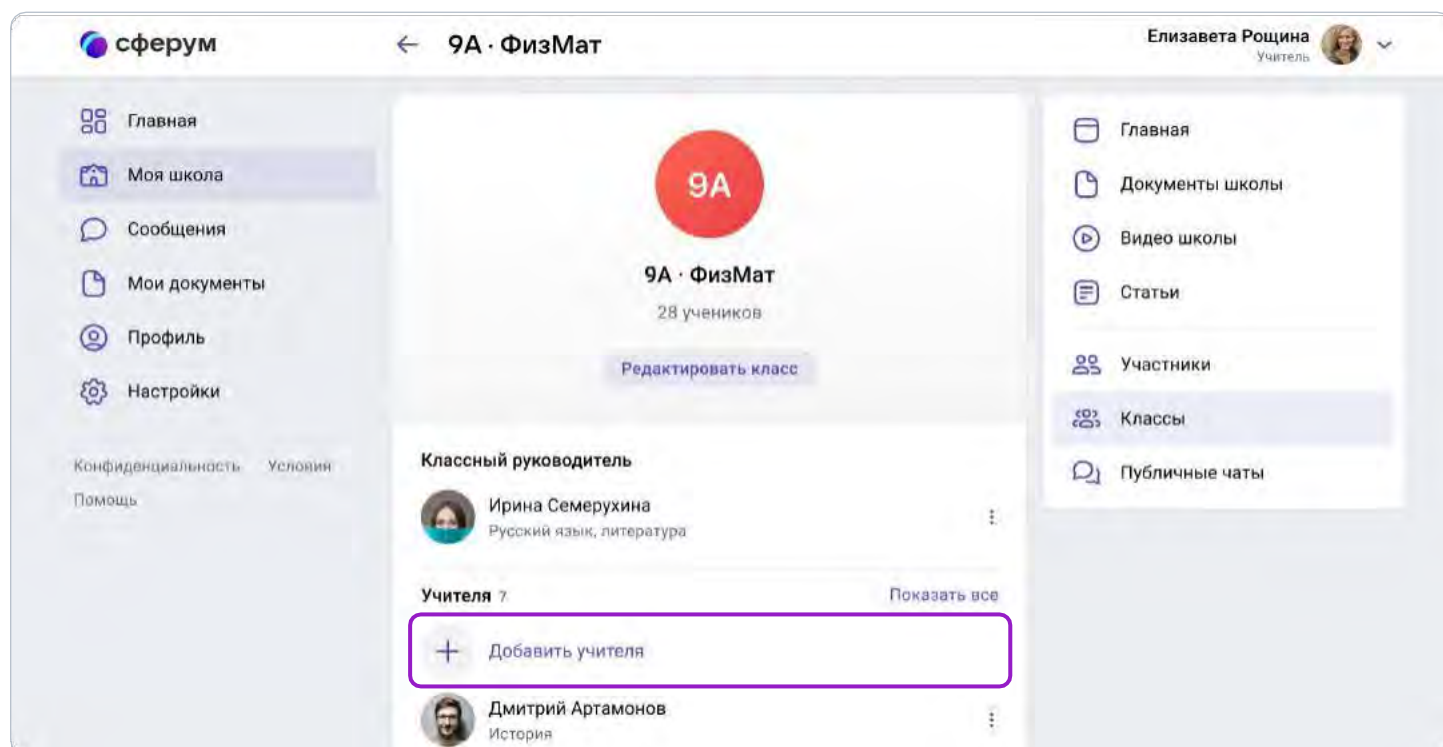 сферум
← 9А · ФизМат
Елизавета Рощина
Учитель
Главная
Моя школа
Сообщения
Мои документы
Профиль
Настройки
Конфиденциальность Условия
Помощь
9А
9А · ФизМат
28 учеников
Редактировать класс
Классный руководитель
Ирина Семерухина
Русский язык, литература
Учителя 7 Показать все
+ Добавить учителя
Дмитрий Артамонов
История
Главная
Документы школы
Видео школы
Статьи
Участники
Классы
Публичные чаты